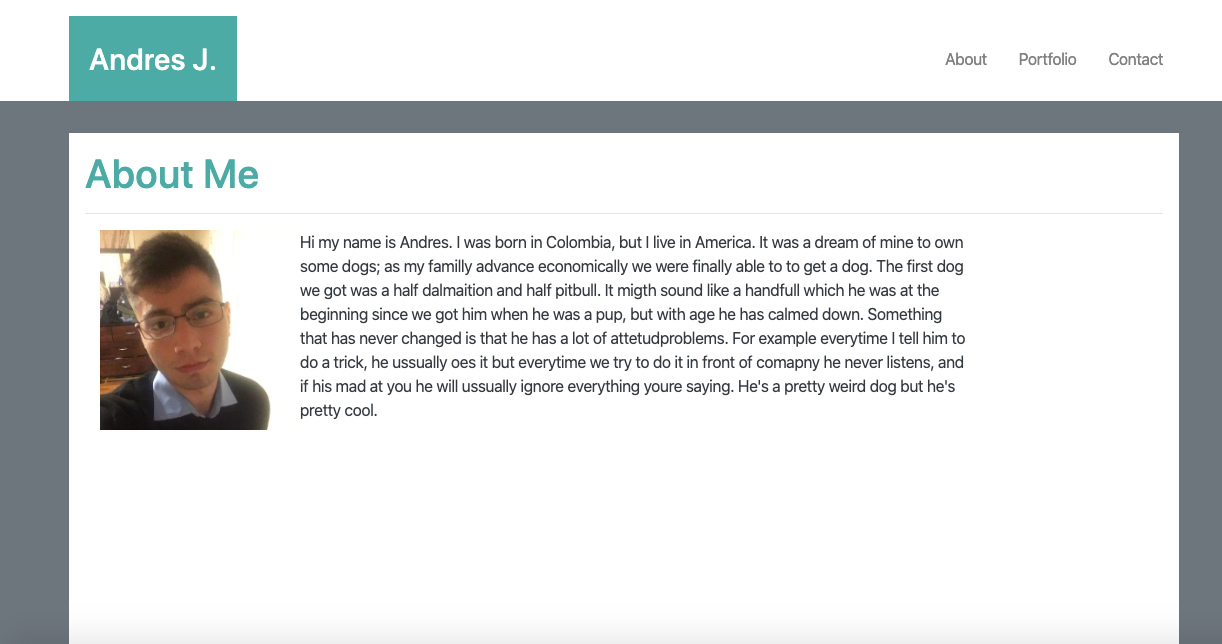 Andres J.
About Portfolio Contact
About Me
Hi my name is Andres. I was born in Colombia, but I live in America. It was a dream of mine to own
some dogs; as my familly advance economically we were finally able to to get a dog. The first dog
we got was a half dalmaition and half pitbull. It migth sound like a handfull which he was at the
beginning since we got him when he was a pup, but with age he has calmed down. Something
that has never changed is that he has a lot of attetudproblems. For example everytime I tell him to
do a trick, he ussually oes it but everytime we try to do it in front of comapny he never listens, and
if his mad at you he will ussually ignore everything youre saying. He's a pretty weird dog but he's
pretty cool.